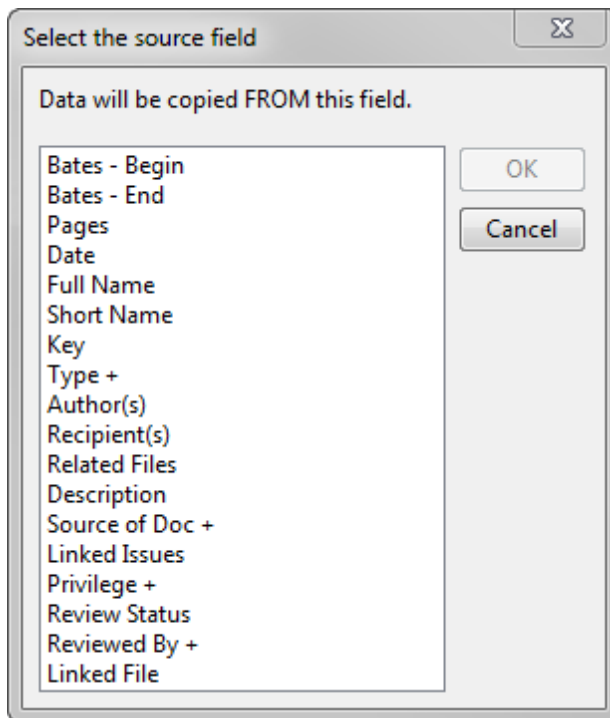 Select the source field
Data will be copied FROM this field.
Bates - Begin
Bates - End
Pages
Date
Full Name
Short Name
Key
Type +
Author(s)
Recipient(s)
Related Files
Description
Source of Doc +
Linked Issues
Privilege +
Review Status
Reviewed By +
Linked File
OK
Cancel